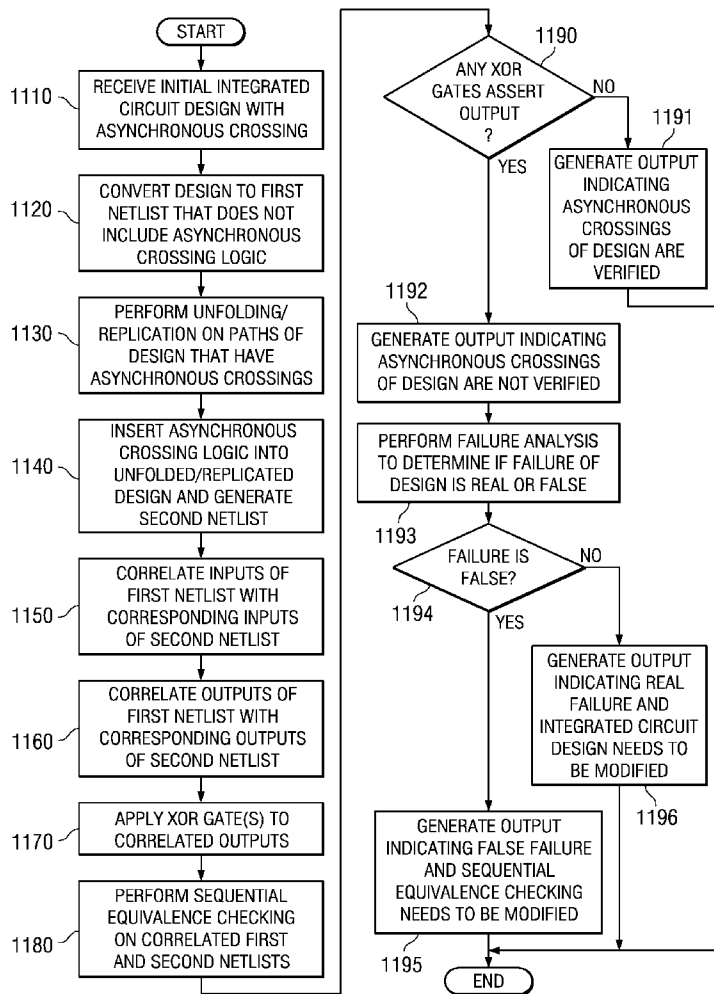 START
1110
RECEIVE INITIAL INTEGRATED
CIRCUIT DESIGN WITH
ASYNCHRONOUS CROSSING
1120
CONVERT DESIGN TO FIRST
NETLIST THAT DOES NOT
INCLUDE ASYNCHRONOUS
CROSSING LOGIC
1130
PERFORM UNFOLDING/
REPLICATION ON PATHS OF
DESIGN THAT HAVE
ASYNCHRONOUS CROSSINGS
1140
INSERT ASYNCHRONOUS
CROSSING LOGIC INTO
UNFOLDED/REPLICATED
DESIGN AND GENERATE
SECOND NETLIST
1150
CORRELATE INPUTS OF
FIRST NETLIST WITH
CORRESPONDING INPUTS
OF SECOND NETLIST
1160
CORRELATE OUTPUTS OF
FIRST NETLIST WITH
CORRESPONDING OUTPUTS
OF SECOND NETLIST
1170
APPLY XOR GATE(S) TO
CORRELATED OUTPUTS
1180
PERFORM SEQUENTIAL
EQUIVALENCE CHECKING
ON CORRELATED FIRST
AND SECOND NETLISTS
1190
ANY XOR
GATES ASSERT
OUTPUT
?
NO
YES
1191
GENERATE OUTPUT
INDICATING
ASYNCHRONOUS
CROSSINGS
OF DESIGN ARE
VERIFIED
1192
GENERATE OUTPUT INDICATING
ASYNCHRONOUS CROSSINGS
OF DESIGN ARE NOT VERIFIED
PERFORM FAILURE ANALYSIS
TO DETERMINE IF FAILURE OF
DESIGN IS REAL OR FALSE
1193
FAILURE IS
FALSE?
NO
1194
YES
GENERATE OUTPUT
INDICATING REAL
FAILURE AND
INTEGRATED CIRCUIT
DESIGN NEEDS TO
BE MODIFIED
1196
GENERATE OUTPUT
INDICATING FALSE FAILURE
AND SEQUENTIAL
EQUIVALENCE CHECKING
NEEDS TO BE MODIFIED
1195
END